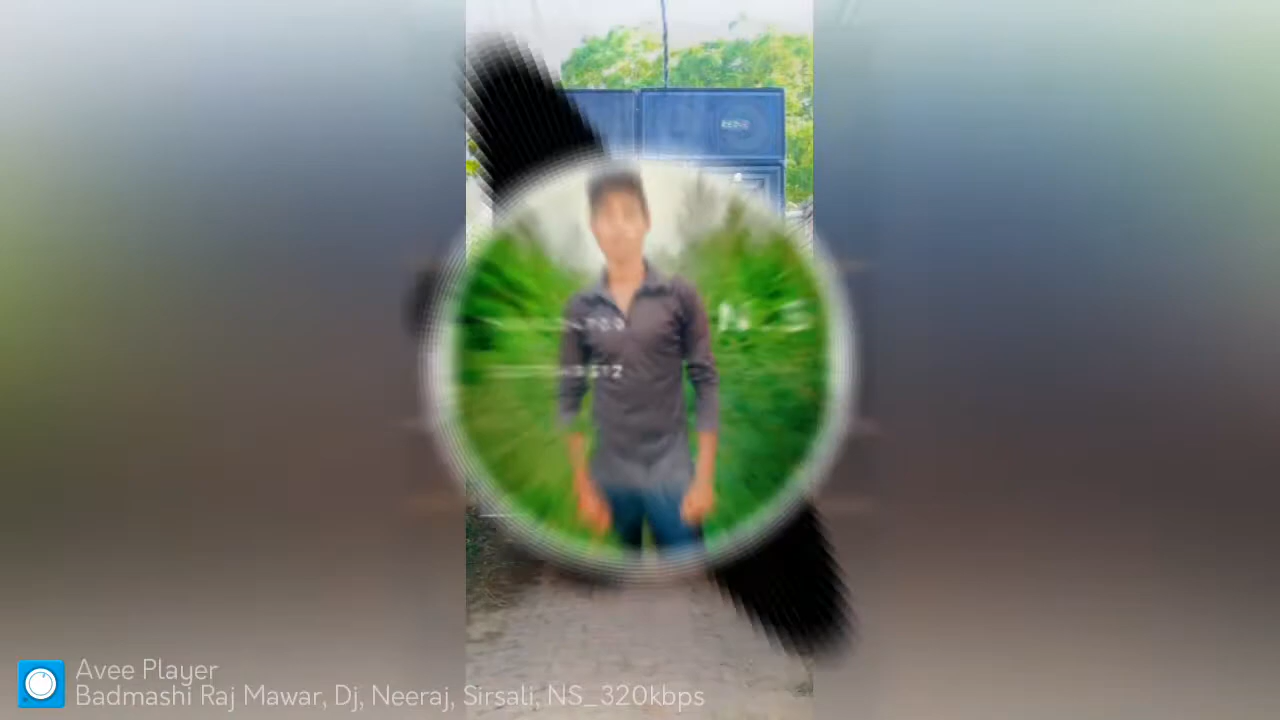 N.S
Avee Player
Badmashi Raj Mawar, Dj, Neeraj, Sirsali, NS_320kbps